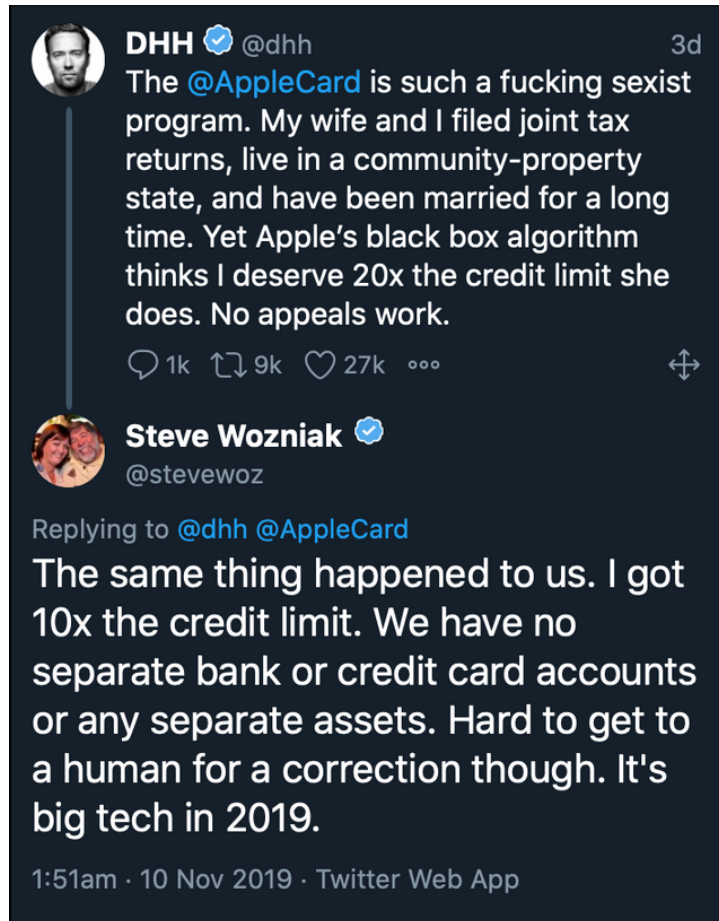 DHH @dhh 3d
The @AppleCard is such a fucking sexist
program. My wife and I filed joint tax
returns, live in a community-property
state, and have been married for a long
time. Yet Apple’s black box algorithm
thinks I deserve 20x the credit limit she
does. No appeals work.
1k 9k 27k
Steve Wozniak
@stevewoz
Replying to @dhh @AppleCard
The same thing happened to us. I got
10x the credit limit. We have no
separate bank or credit card accounts
or any separate assets. Hard to get to
a human for a correction though. It's
big tech in 2019.
1:51am · 10 Nov 2019 · Twitter Web App